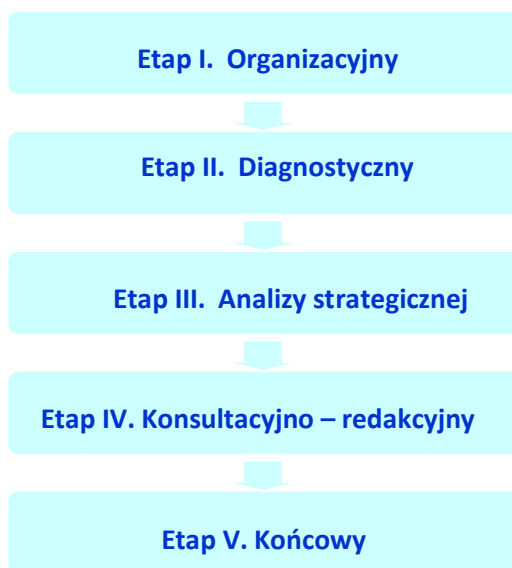 Etap I. Organizacyjny
Etap II. Diagnostyczny
Etap III. Analizy strategicznej
Etap IV. Konsultacyjno – redakcyjny
Etap V. Końcowy